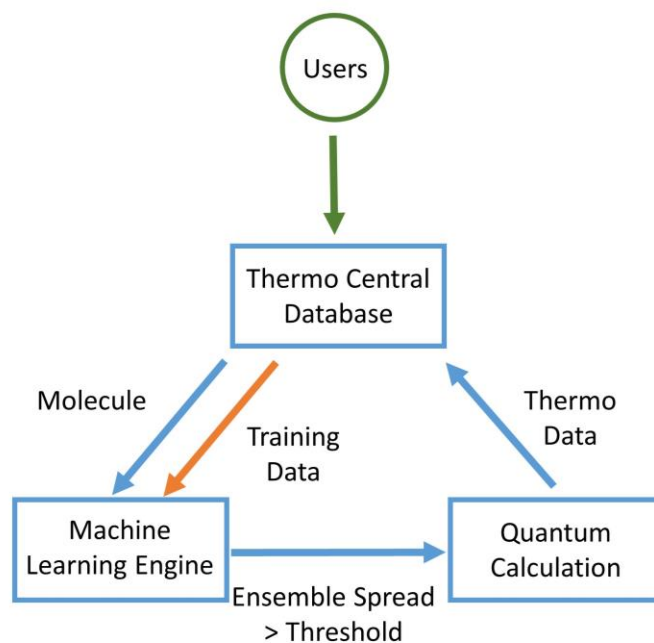 Users
Thermo Central
Database
Molecule
Training
Data
Thermo
Data
Machine
Learning Engine
Quantum
Calculation
Ensemble Spread
> Threshold